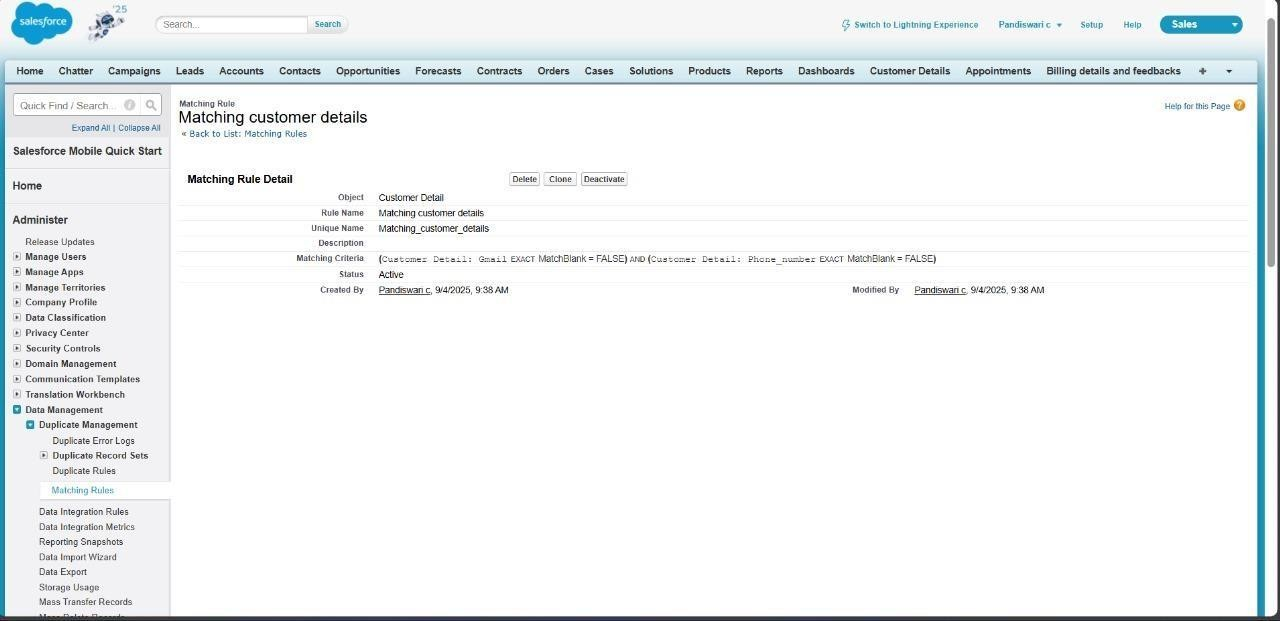 salesforce
'25
Search...
Search
Switch to Lightning Experience
Pandiswari c
Setup
Help
Sales
Home Chatter Campaigns Leads Accounts Contacts Opportunities Forecasts Contracts Orders Cases Solutions Products Reports Dashboards Customer Details Appointments Billing details and feedbacks +
Quick Find / Search...
Expand All | Collapse All
Salesforce Mobile Quick Start
Home
Administer
Release Updates
Manage Users
Manage Apps
Manage Territories
Company Profile
Data Classification
Privacy Center
Security Controls
Domain Management
Communication Templates
Translation Workbench
Data Management
Duplicate Management
Duplicate Error Logs
Duplicate Record Sets
Duplicate Rules
Matching Rules
Data Integration Rules
Data Integration Metrics
Reporting Snapshots
Data Import Wizard
Data Export
Storage Usage
Mass Transfer Records
Mass Delete Records
Matching Rule
Matching customer details
« Back to List: Matching Rules
Help for this Page ?
Matching Rule Detail
Delete Clone Deactivate
Object Customer Detail
Rule Name Matching customer details
Unique Name Matching_customer_details
Description
Matching Criteria (Customer Detail: Gmail EXACT MatchBlank = FALSE) AND (Customer Detail: Phone_number EXACT MatchBlank = FALSE)
Status Active
Created By Pandiswari c, 9/4/2025, 9:38 AM Modified By Pandiswari c, 9/4/2025, 9:38 AM